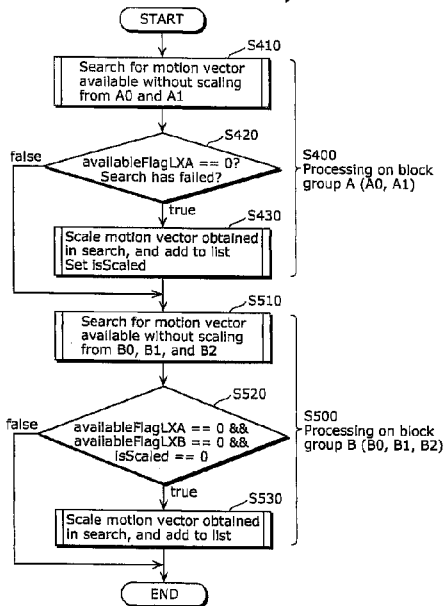 START
S410
Search for motion vector
available without scaling
from A0 and A1
S420
false
availableFlagLXA == 0?
Search has failed?
true
S400
Processing on block
group A (A0, A1)
S430
Scale motion vector obtained
in search, and add to list
Set isScaled
S510
Search for motion vector
available without scaling
from B0, B1, and B2
S520
false
availableFlagLXA == 0 &&
availableFlagLXB == 0 &&
isScaled == 0
true
S500
Processing on block
group B (B0, B1, B2)
S530
Scale motion vector obtained
in search, and add to list
END